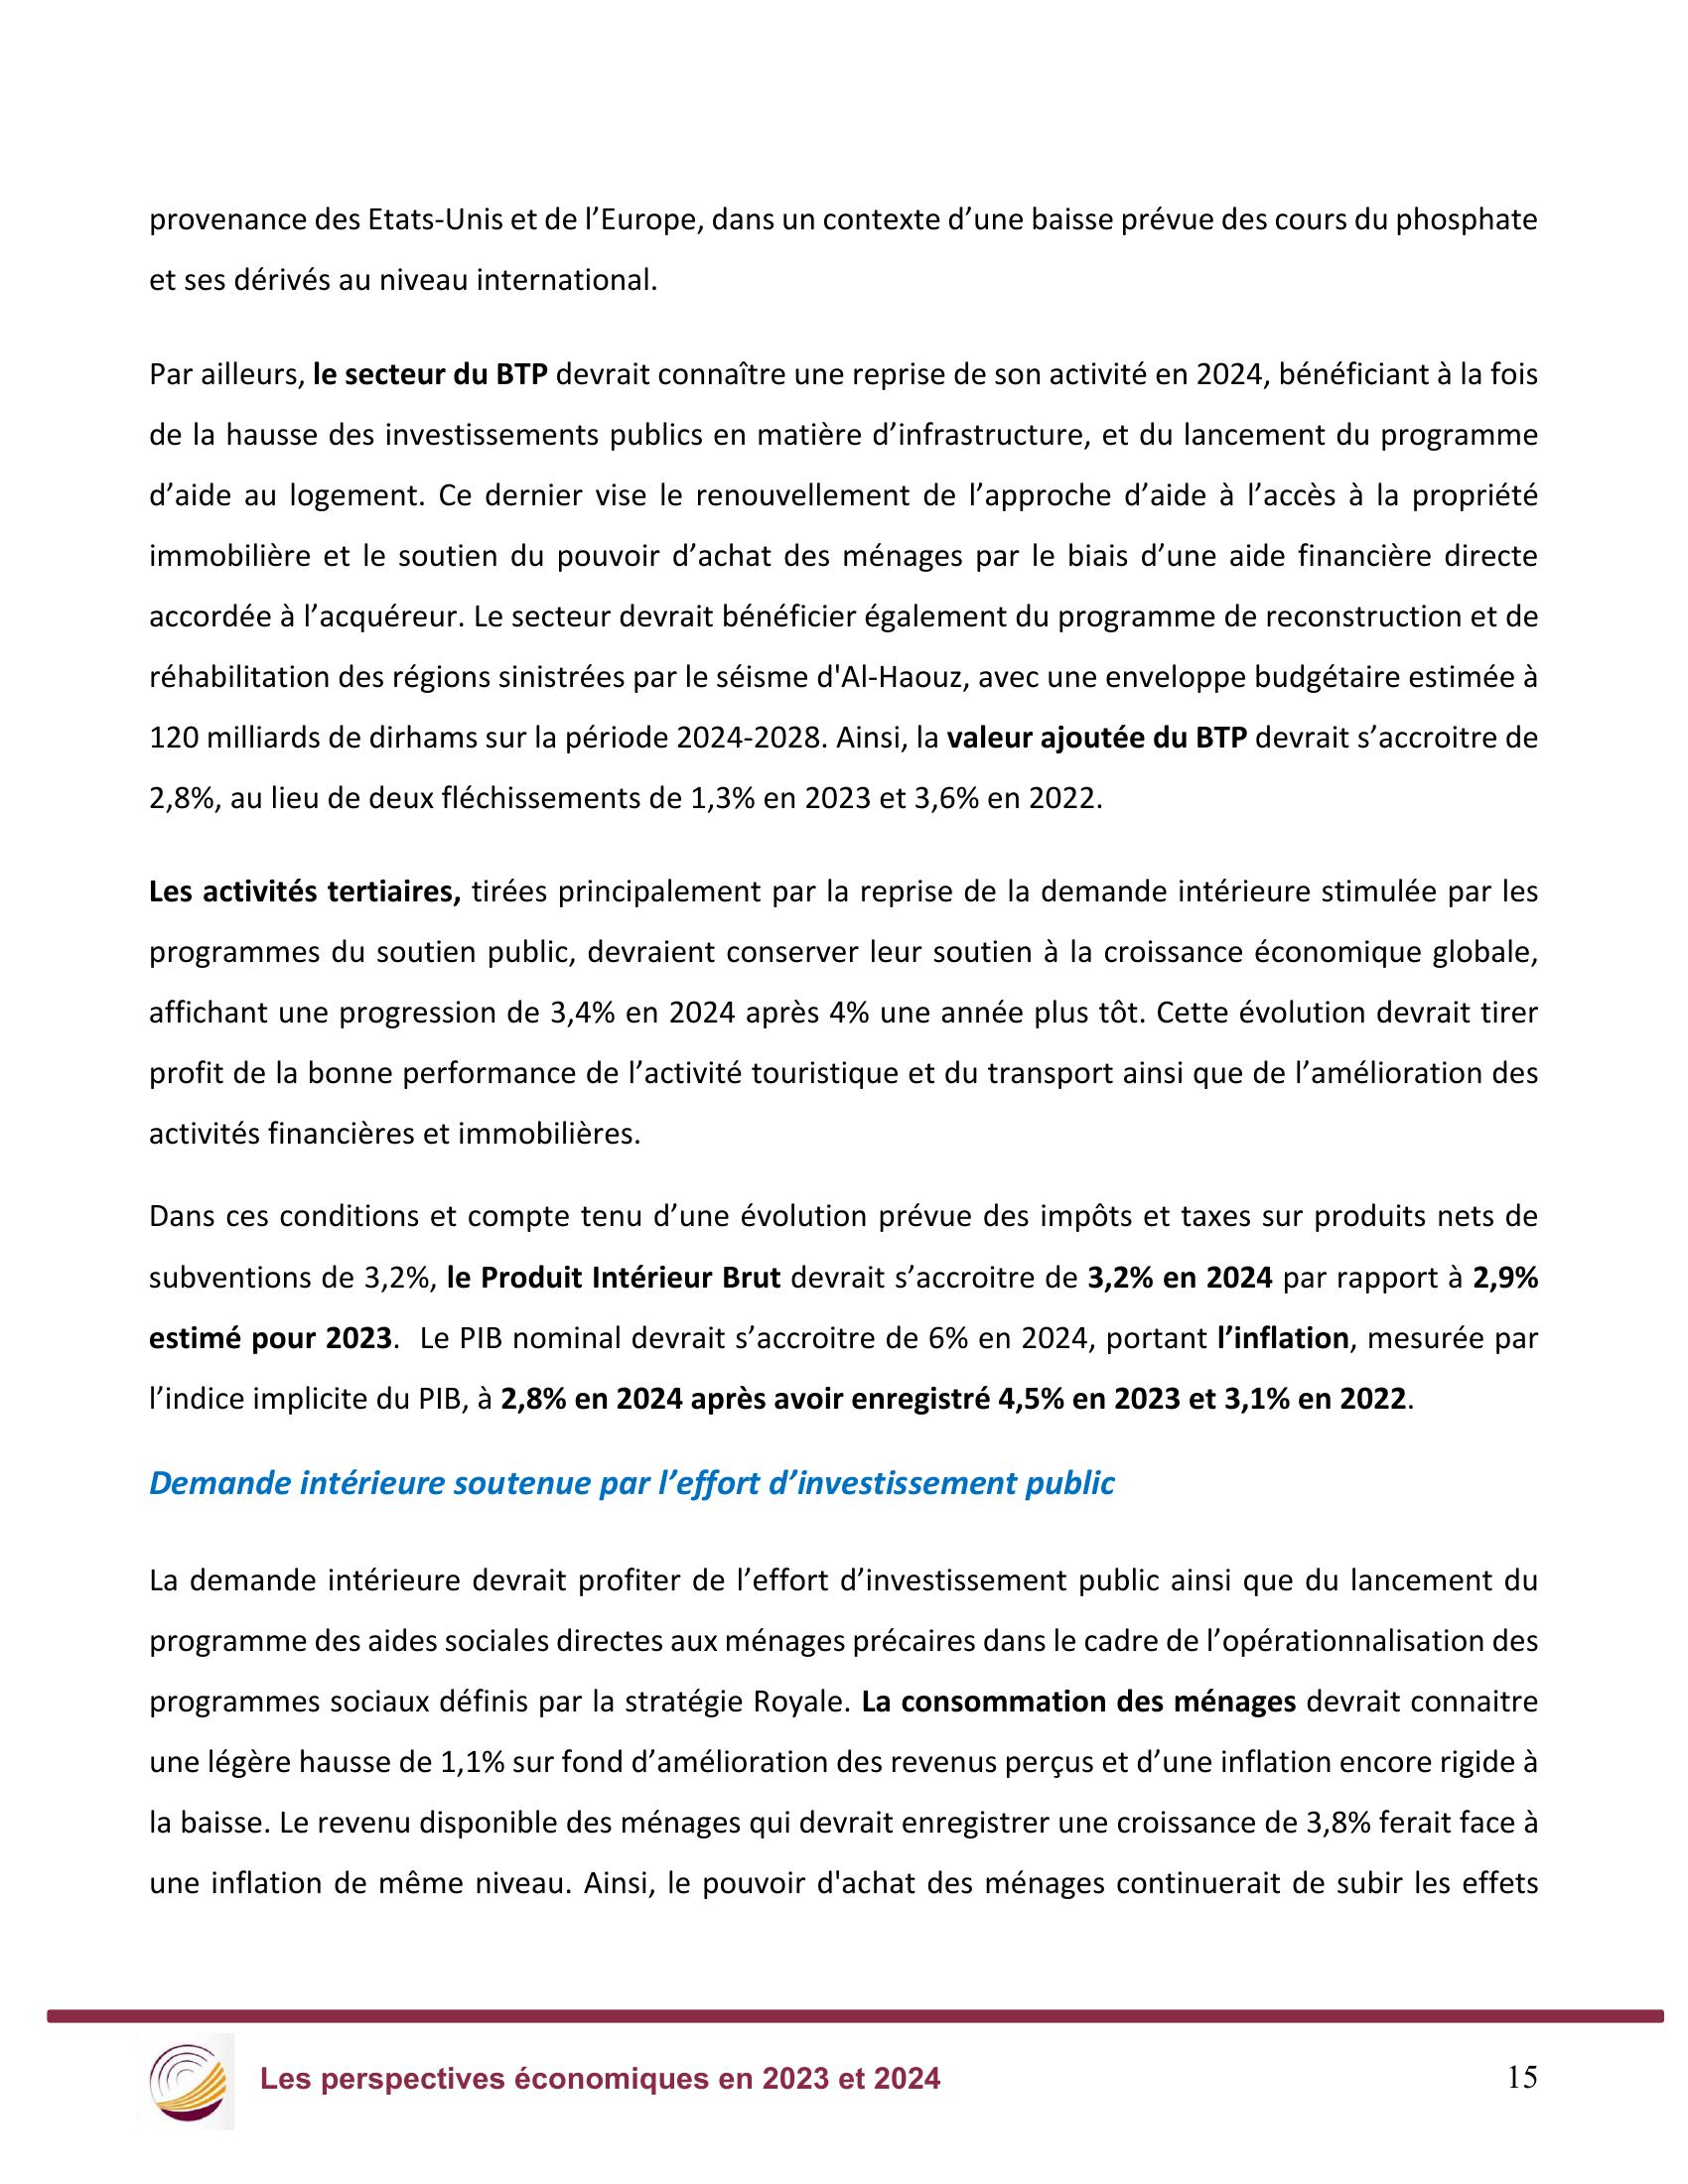 provenance des Etats-Unis et de l’Europe, dans un contexte d’une baisse prévue des cours du phosphate
et ses dérivés au niveau international.
Par ailleurs, le secteur du BTP devrait connaître une reprise de son activité en 2024, bénéficiant à la fois
de la hausse des investissements publics en matière d’infrastructure, et du lancement du programme
d’aide au logement. Ce dernier vise le renouvellement de l’approche d’aide à l’accès à la propriété
immobilière et le soutien du pouvoir d’achat des ménages par le biais d’une aide financière directe
accordée à l’acquéreur. Le secteur devrait bénéficier également du programme de reconstruction et de
réhabilitation des régions sinistrées par le séisme d'Al-Haouz, avec une enveloppe budgétaire estimée à
120 milliards de dirhams sur la période 2024-2028. Ainsi, la valeur ajoutée du BTP devrait s’accroitre de
2,8%, au lieu de deux fléchissements de 1,3% en 2023 et 3,6% en 2022.
Les activités tertiaires, tirées principalement par la reprise de la demande intérieure stimulée par les
programmes du soutien public, devraient conserver leur soutien à la croissance économique globale,
affichant une progression de 3,4% en 2024 après 4% une année plus tôt. Cette évolution devrait tirer
profit de la bonne performance de l’activité touristique et du transport ainsi que de l’amélioration des
activités financières et immobilières.
Dans ces conditions et compte tenu d’une évolution prévue des impôts et taxes sur produits nets de
subventions de 3,2%, le Produit Intérieur Brut devrait s’accroitre de 3,2% en 2024 par rapport à 2,9%
estimé pour 2023. Le PIB nominal devrait s’accroitre de 6% en 2024, portant l’inflation, mesurée par
l’indice implicite du PIB, à 2,8% en 2024 après avoir enregistré 4,5% en 2023 et 3,1% en 2022.
Demande intérieure soutenue par l’effort d’investissement public
La demande intérieure devrait profiter de l’effort d’investissement public ainsi que du lancement du
programme des aides sociales directes aux ménages précaires dans le cadre de l’opérationnalisation des
programmes sociaux définis par la stratégie Royale. La consommation des ménages devrait connaitre
une légère hausse de 1,1% sur fond d’amélioration des revenus perçus et d’une inflation encore rigide à
la baisse. Le revenu disponible des ménages qui devrait enregistrer une croissance de 3,8% ferait face à
une inflation de même niveau. Ainsi, le pouvoir d'achat des ménages continuerait de subir les effets
Les perspectives économiques en 2023 et 2024
15